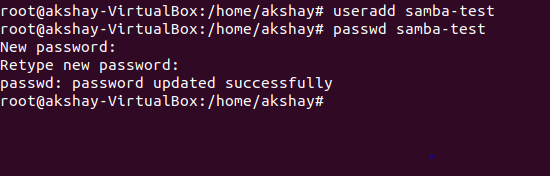 root@akshay-VirtualBox:/home/akshay# useradd samba-test
root@akshay-VirtualBox:/home/akshay# passwd samba-test
New password:
Retype new password:
passwd: password updated successfully
root@akshay-VirtualBox:/home/akshay#